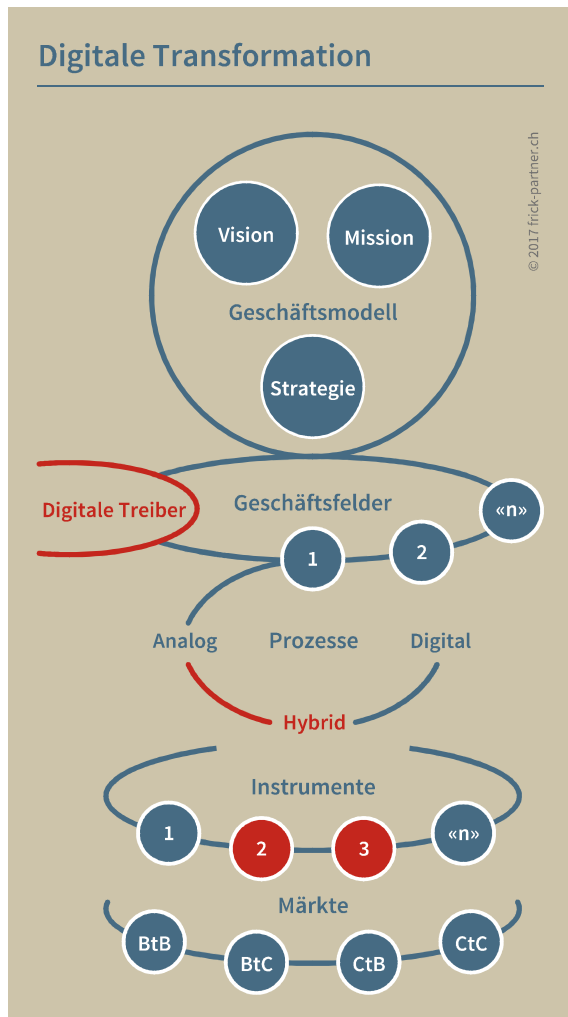 Digitale Transformation
© 2017 frick-partner.ch
Vision
Mission
Geschäftsmodell
Strategie
Digitale Treiber
Geschäftsfelder
«n»
1
2
Analog
Prozesse
Digital
Hybrid
Instrumente
1
2
3
«n»
Märkte
BtB
BtC
CtB
CtC